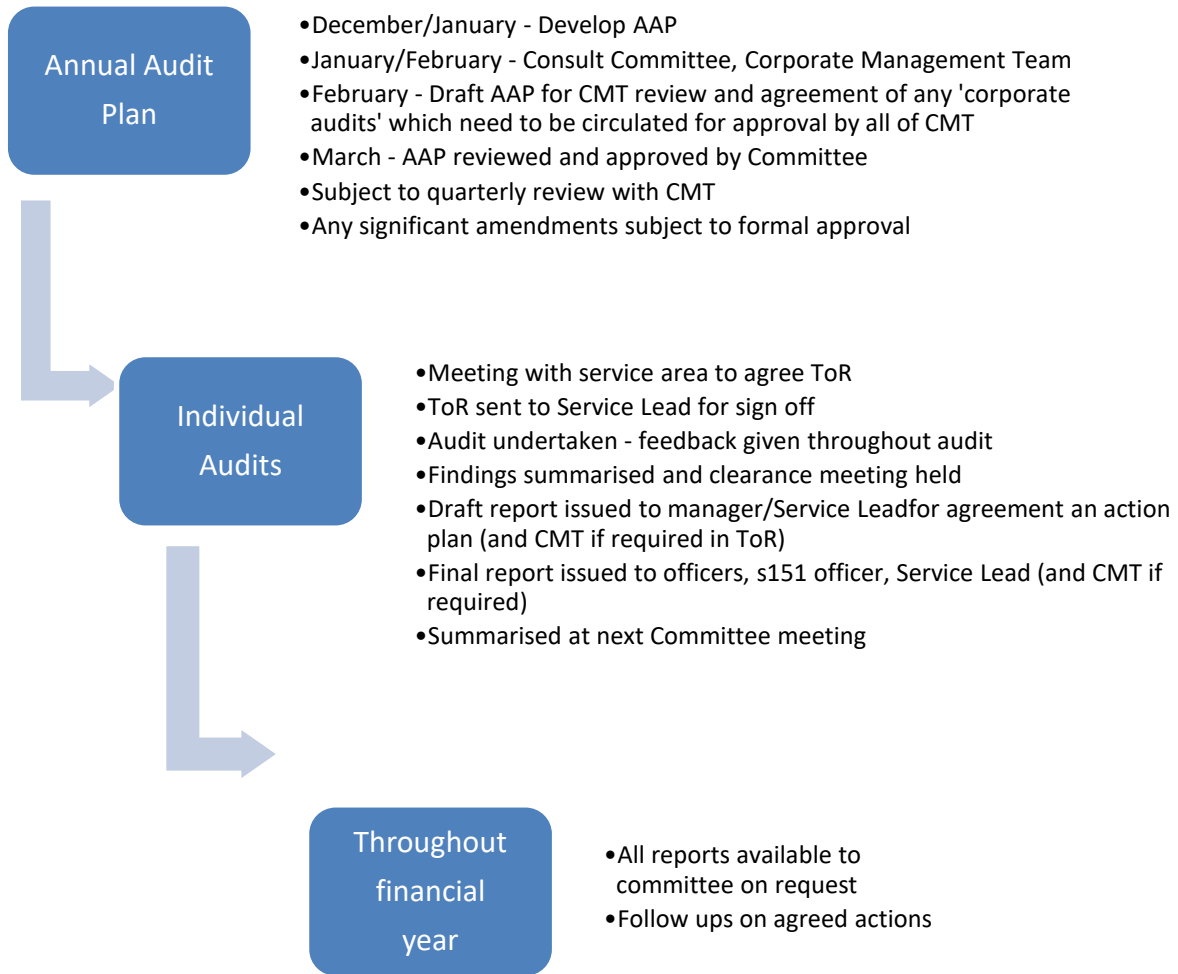 Annual Audit
Plan
•December/January - Develop AAP
•January/February - Consult Committee, Corporate Management Team
•February - Draft AAP for CMT review and agreement of any 'corporate
audits' which need to be circulated for approval by all of CMT
•March - AAP reviewed and approved by Committee
•Subject to quarterly review with CMT
•Any significant amendments subject to formal approval
Individual
Audits
•Meeting with service area to agree ToR
•ToR sent to Service Lead for sign off
•Audit undertaken - feedback given throughout audit
•Findings summarised and clearance meeting held
•Draft report issued to manager/Service Leadfor agreement an action
plan (and CMT if required in ToR)
•Final report issued to officers, s151 officer, Service Lead (and CMT if
required)
•Summarised at next Committee meeting
Throughout
financial
year
•All reports available to
committee on request
•Follow ups on agreed actions